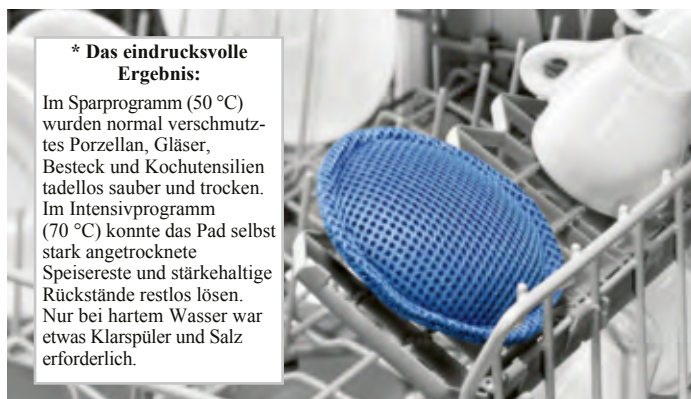 * Das eindrucksvolle
Ergebnis:
Im Sparprogramm (50 °C)
wurden normal verschmutz-
tes Porzellan, Gläser,
Besteck und Kochutensilien
tadellos sauber und trocken.
Im Intensivprogramm
(70 °C) konnte das Pad selbst
stark angetrocknete
Speisereste und stärkehaltige
Rückstände restlos lösen.
Nur bei hartem Wasser war
etwas Klarspüler und Salz
erforderlich.